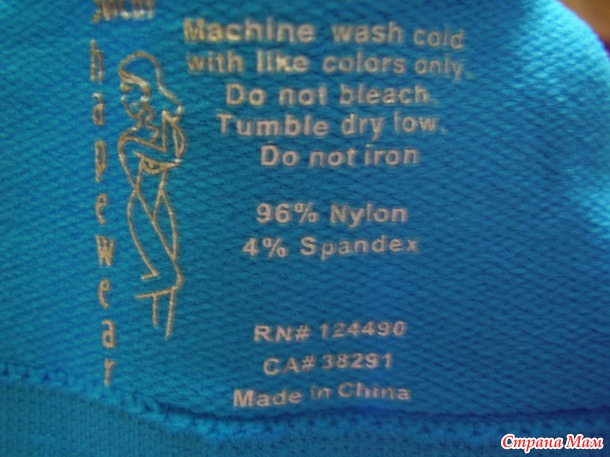 hapewear
Machine wash cold
with like colors only.
Do not bleach.
Tumble dry low.
Do not iron
96% Nylon
4% Spandex
RN# 124490
CA# 38291
Made in China
Страна Мам